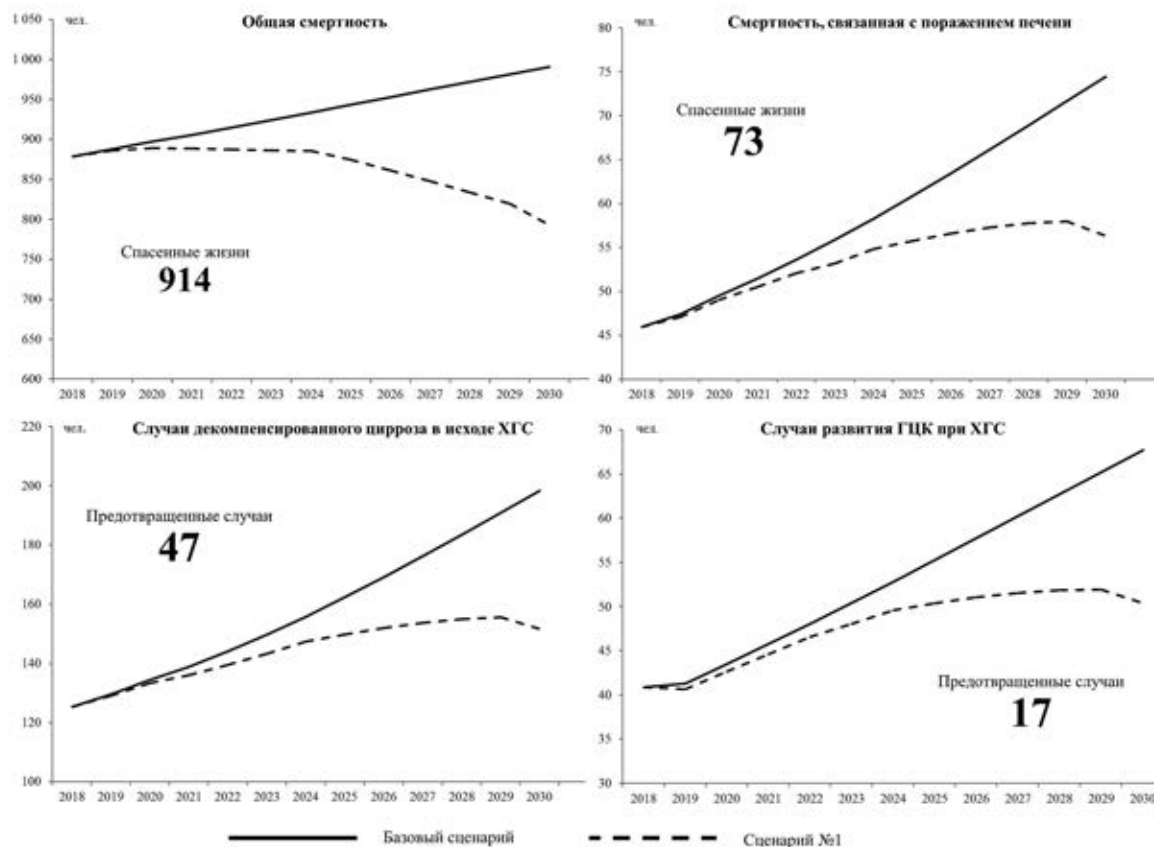 Общая смертность
чел.
1 050
1 000
950
900
850
800
750
700
650
600
Спасенные жизни
914
2018 2019 2020 2021 2022 2023 2024 2025 2026 2027 2028 2029 2030
Смертность, связанная с поражением печени
чел.
80
75
70
65
60
55
50
45
40
Спасенные жизни
73
2018 2019 2020 2021 2022 2023 2024 2025 2026 2027 2028 2029 2030
Случаи декомпенсированного цирроза в исходе ХГС
чел.
220
200
180
160
140
120
100
Предотвращенные случаи
47
2018 2019 2020 2021 2022 2023 2024 2025 2026 2027 2028 2029 2030
Случаи развития ГЦК при ХГС
чел.
70
65
60
55
50
45
40
35
30
Предотвращенные случаи
17
2018 2019 2020 2021 2022 2023 2024 2025 2026 2027 2028 2029 2030
Базовый сценарий
Сценарий №1